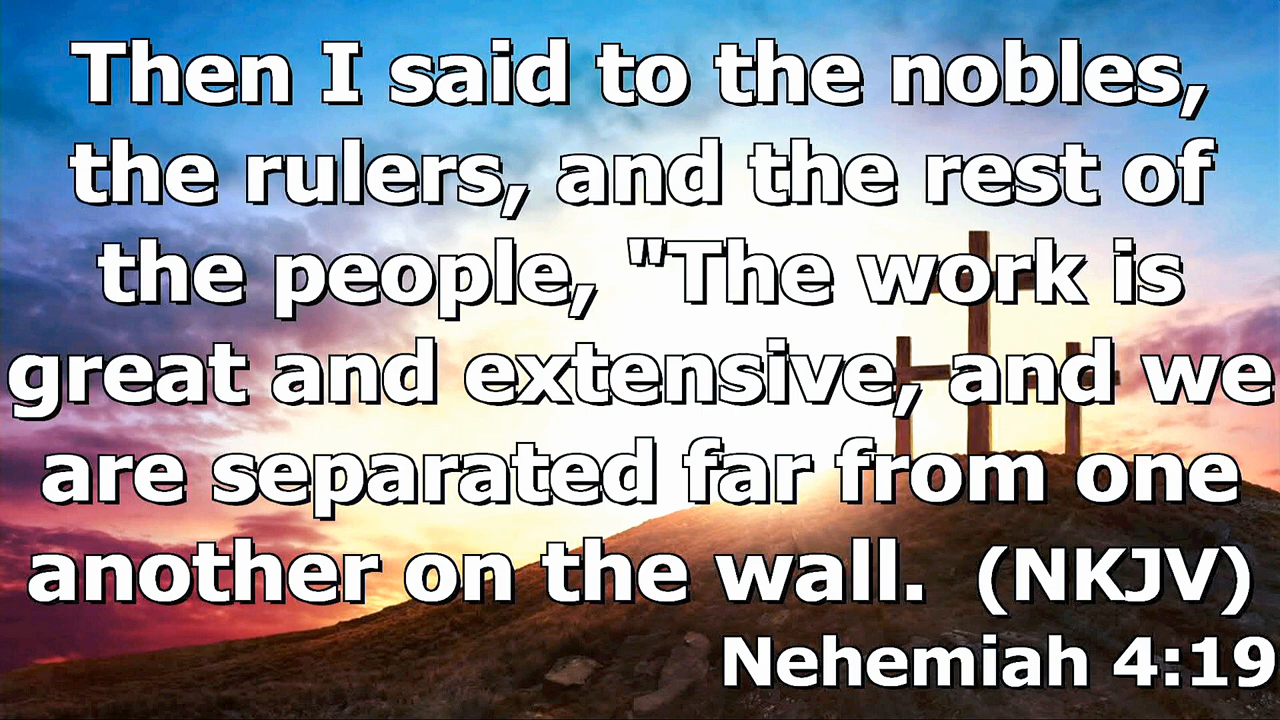 Then I said to the nobles,
the rulers, and the rest of
the people, "The work is
great and extensive, and we
are separated far from one
another on the wall. (NKJV)
Nehemiah 4:19